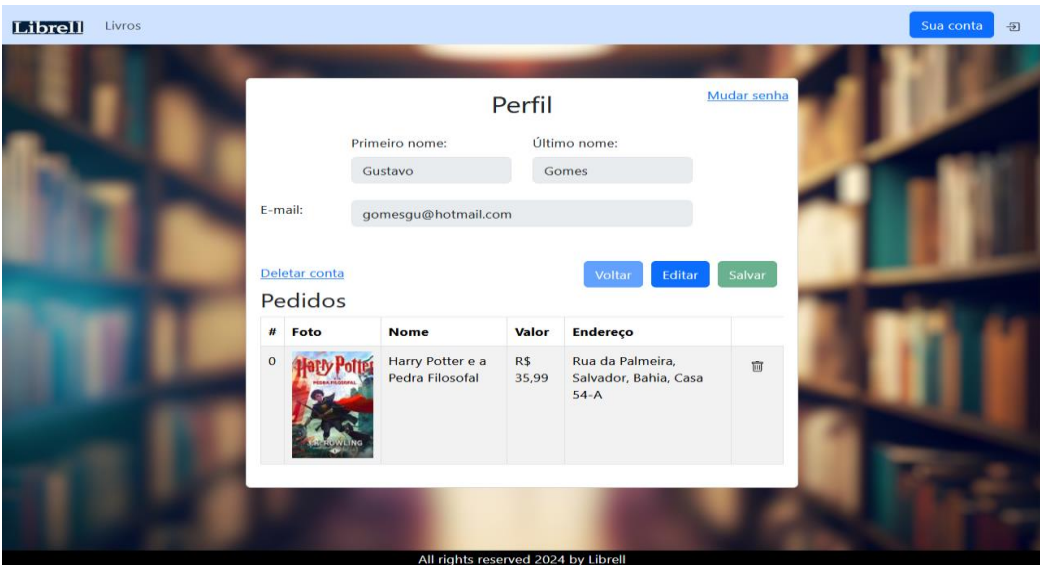 Librell Livros Sua conta
Perfil
Mudar senha
Primeiro nome: Último nome:
Gustavo Gomes
E-mail: gomesgu@hotmail.com
Deletar conta Voltar Editar Salvar
Pedidos
# Foto Nome Valor Endereço
0 Harry Potter e a Pedra Filosofal R$ 35,99 Rua da Palmeira,
Salvador, Bahia, Casa
54-A
Harry Potter
PEDRA FILOSOFAL
J.K. ROWLING
All rights reserved 2024 by Librell